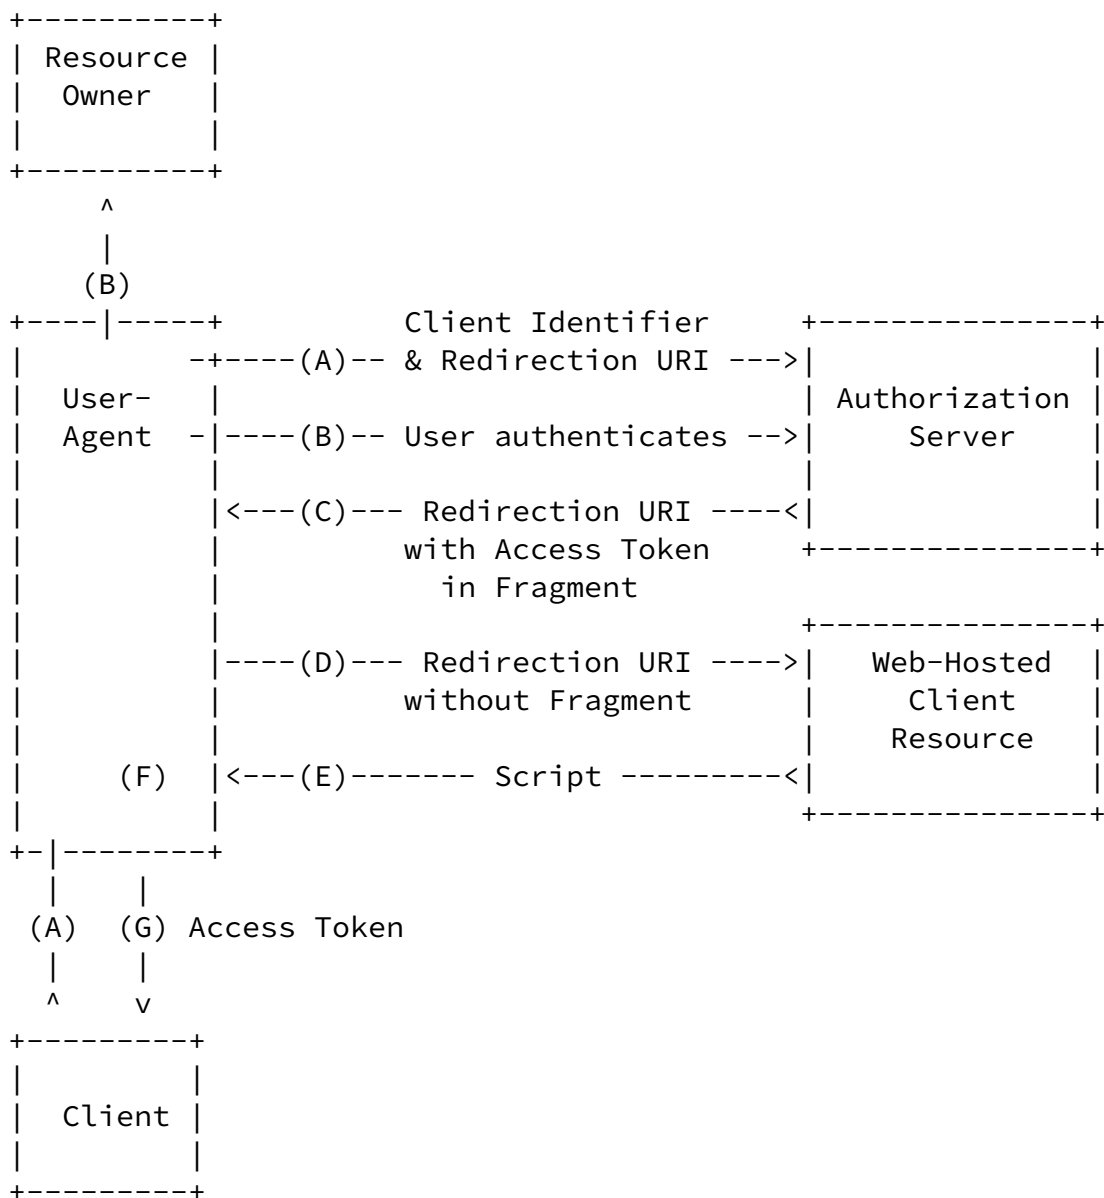 +----------+
| Resource |
|  Owner   |
|          |
+----------+
     ^
     |
    (B)
+----|-----+          Client Identifier     +---------------+
|         -+----(A)-- & Redirection URI --->|               |
|  User-   |                                | Authorization |
|  Agent  -|----(B)-- User authenticates -->|     Server    |
|          |                                |               |
|          |<---(C)--- Redirection URI ----<|               |
|          |          with Access Token     +---------------+
|          |            in Fragment
|          |                                +---------------+
|          |----(D)--- Redirection URI ---->|   Web-Hosted  |
|          |          without Fragment      |     Client    |
|          |                                |    Resource   |
|     (F)  |<---(E)------- Script ---------<|               |
|          |                                +---------------+
+-|--------+
  |    |
 (A)  (G) Access Token
  |    |
  ^    v
+---------+
|         |
|  Client |
|         |
+---------+